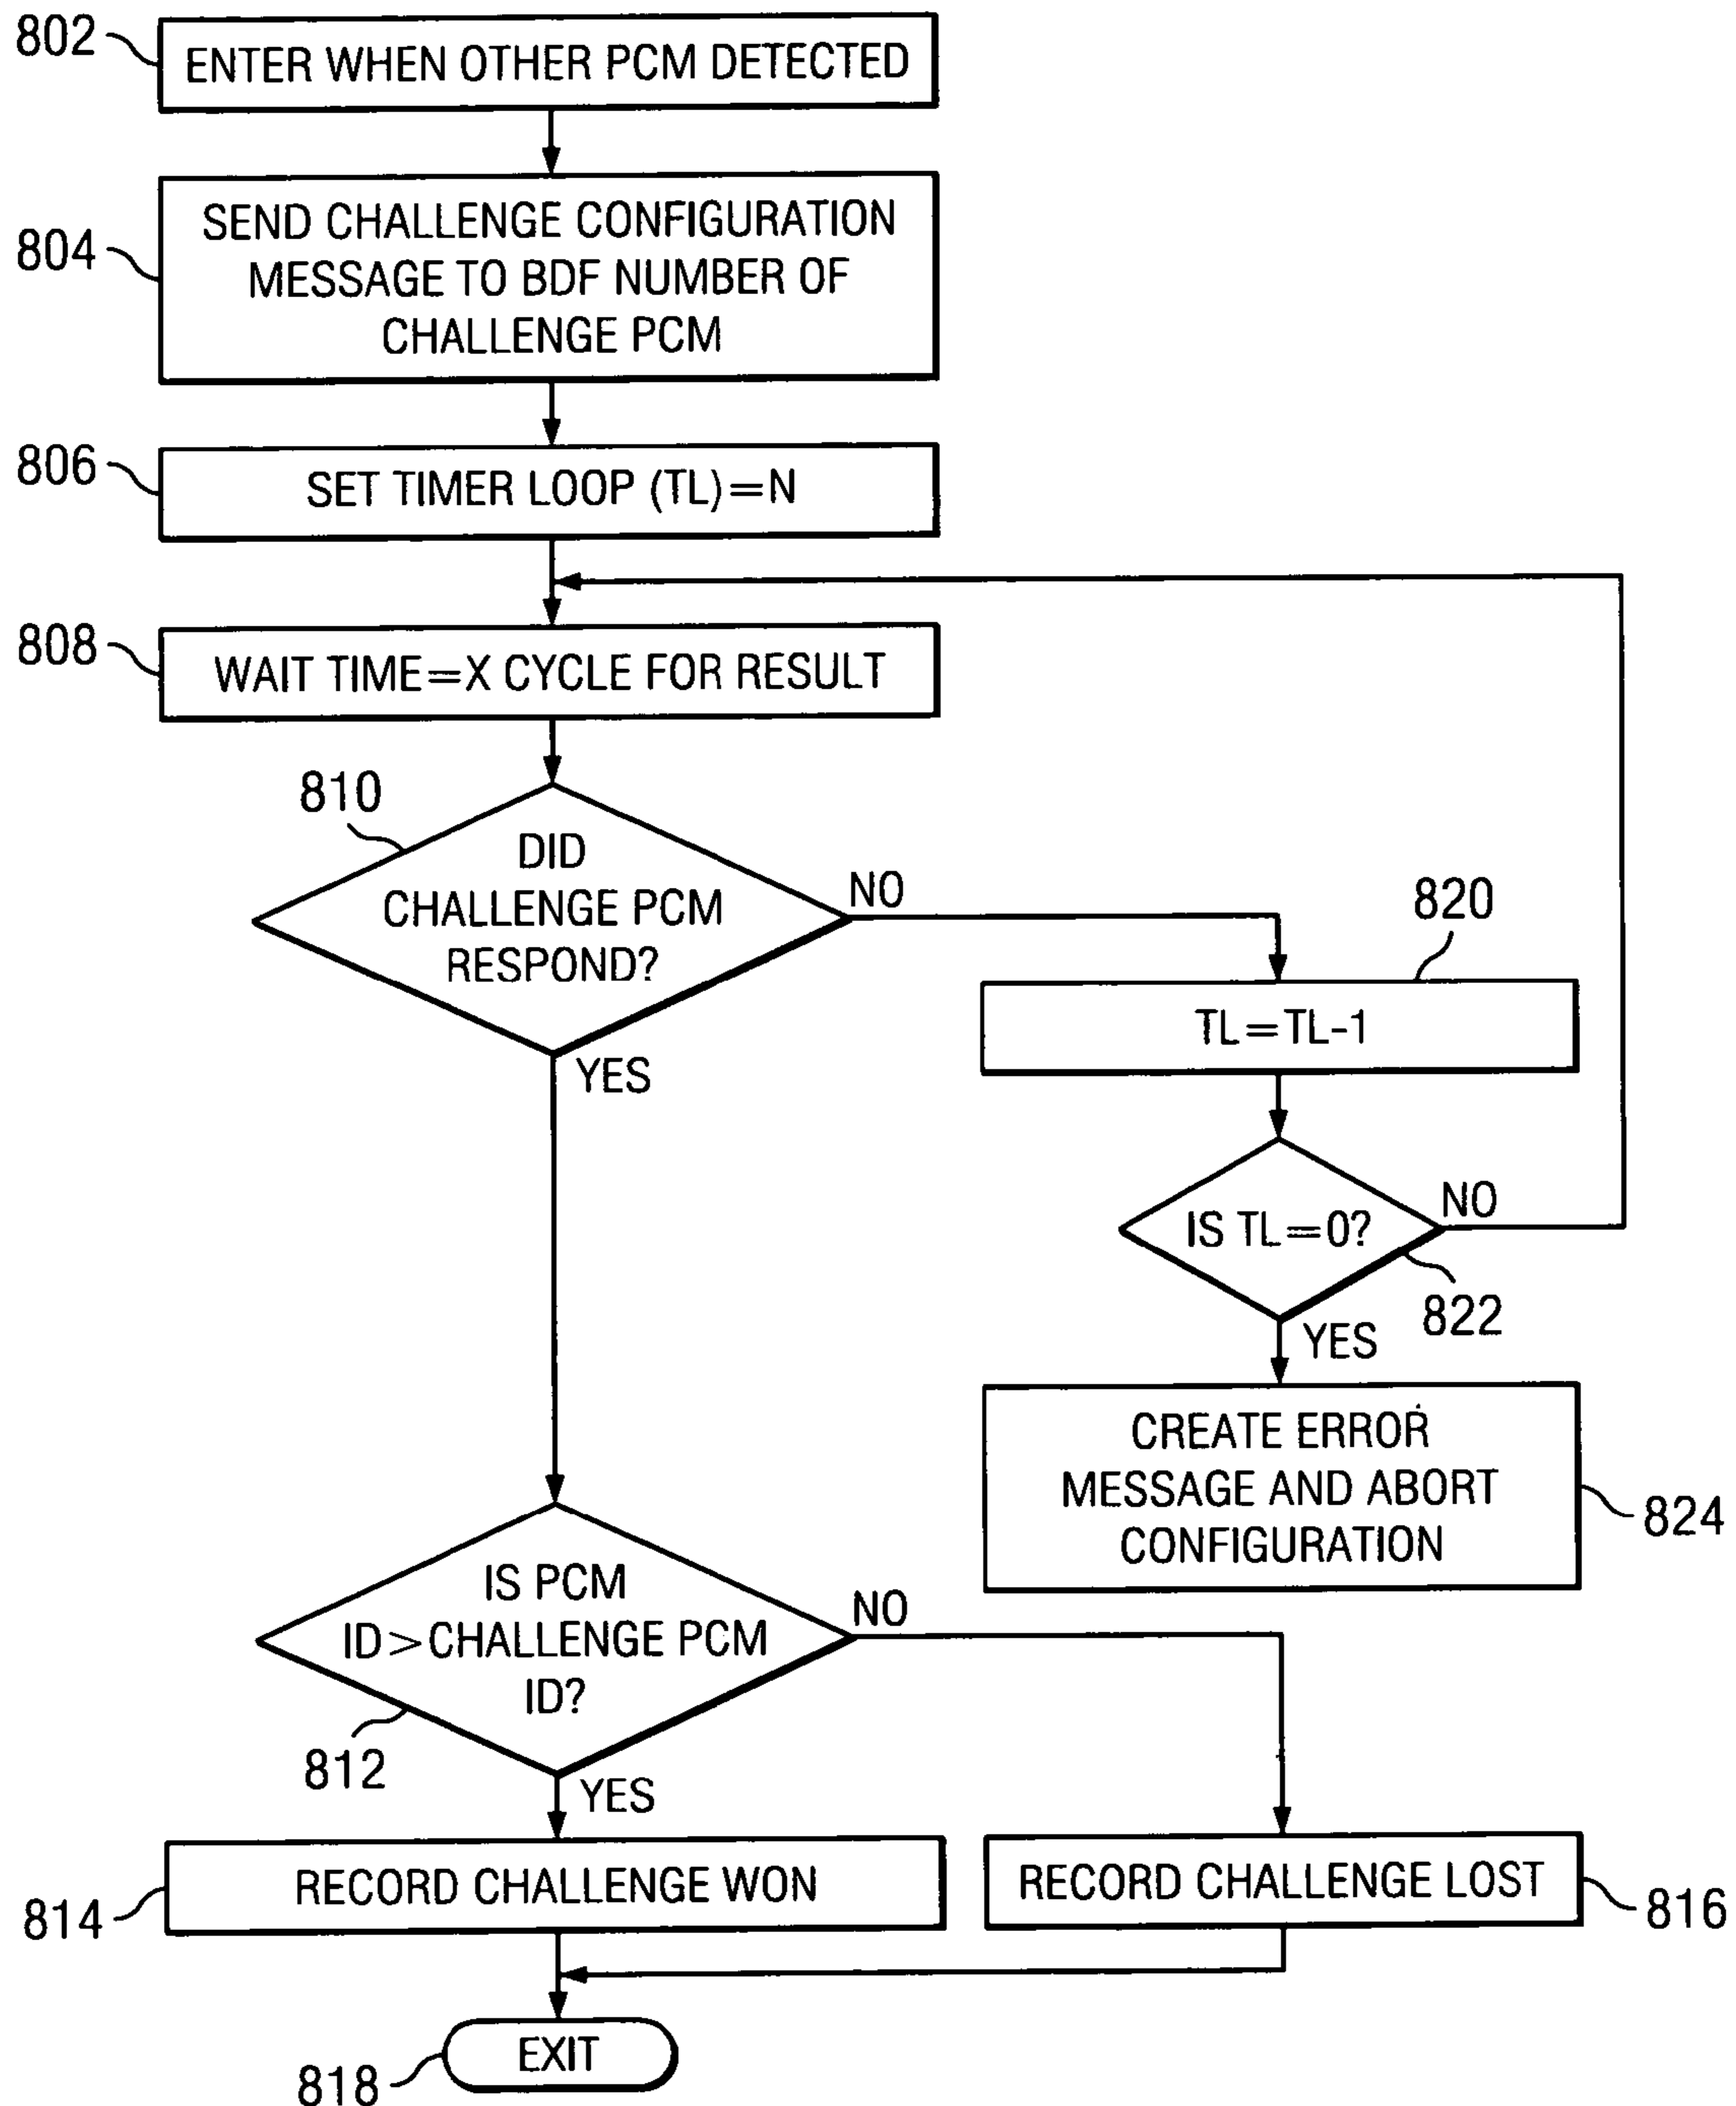 802
ENTER WHEN OTHER PCM DETECTED
804
SEND CHALLENGE CONFIGURATION
MESSAGE TO BDF NUMBER OF
CHALLENGE PCM
806
SET TIMER LOOP (TL)=N
808
WAIT TIME=X CYCLE FOR RESULT
810
DID
CHALLENGE PCM
RESPOND?
NO
YES
820
TL=TL-1
IS TL=0?
NO
822
YES
CREATE ERROR
MESSAGE AND ABORT
CONFIGURATION
824
IS PCM
ID>CHALLENGE PCM
ID?
NO
812
YES
RECORD CHALLENGE WON
814
RECORD CHALLENGE LOST
816
EXIT
818